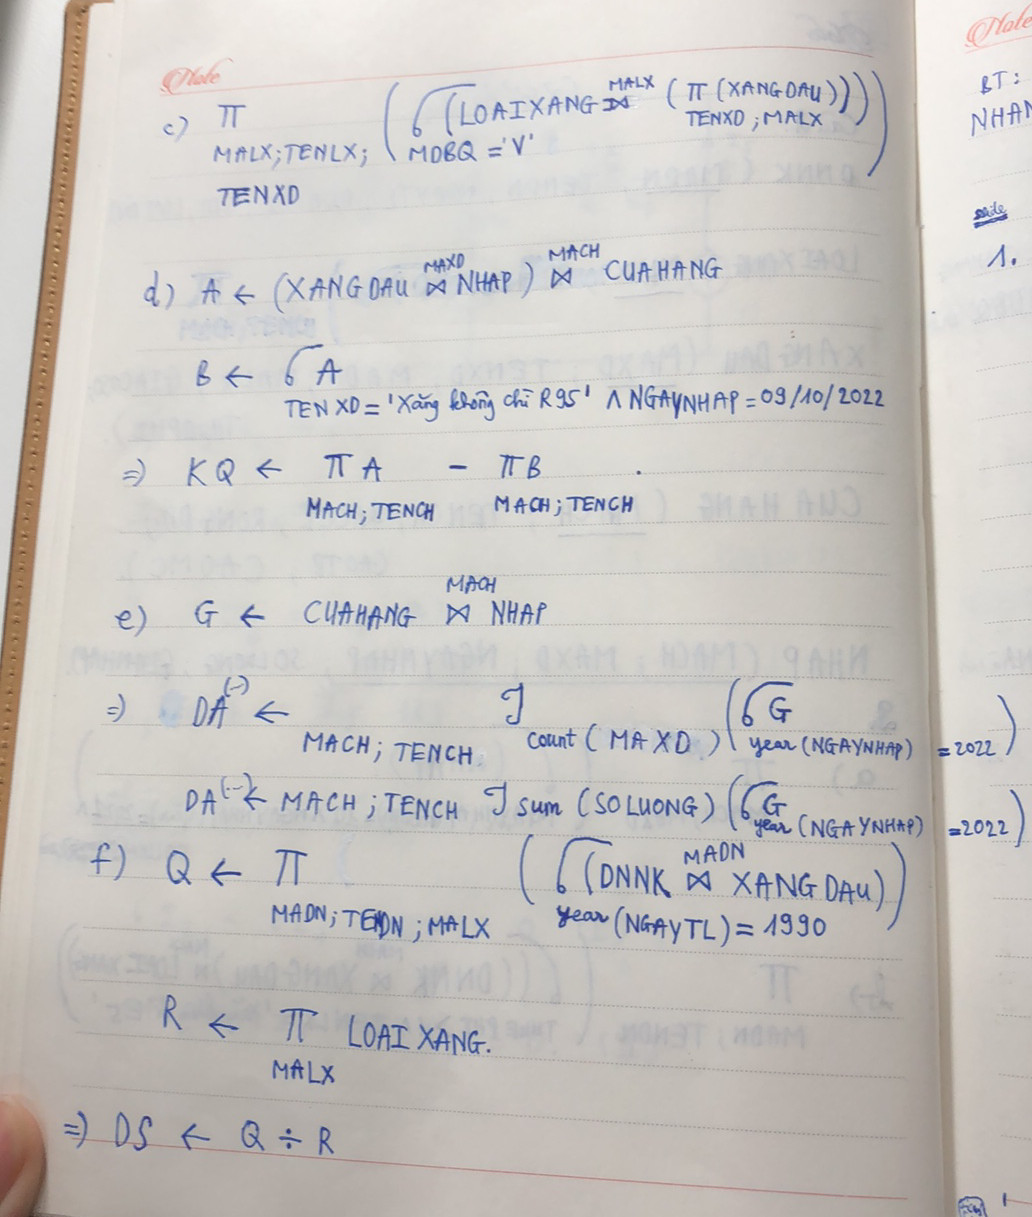 Note
c) π (σ(LOAIXANG ⟕ MALX (π (XANGDAU))))
MALX;TENLX; MDBQ = 'V' TENXD ; MALX
TENXD
d) A ← (XANGDAU ⋈ MAXD NHAP) ⋈ MACH CUAHANG
B ← σ A
TENXD = 'Xăng không chì R95' ∧ NGAYNHAP = 09/10/2022
⇒) KQ ← π A - π B
MACH; TENCH MACH; TENCH
e) G ← CUAHANG ⋈ MACH NHAP
⇒) DA(-) ← ℑ (σ G )
MACH; TENCH count( MAXD ) year (NGAYNHAP) = 2022
DA(-) ← MACH ; TENCH ℑ sum (SOLUONG) (σ G )
year (NGAYNHAP) =2022
f) Q ← π (σ(DNNK ⋈ MADN XANGDAU))
MADN; TENDN ; MALX year (NGAYTL) = 1990
R ← π LOAIXANG.
MALX
⇒) DS ← Q ÷ R
Note
BT:
NHAN
1.